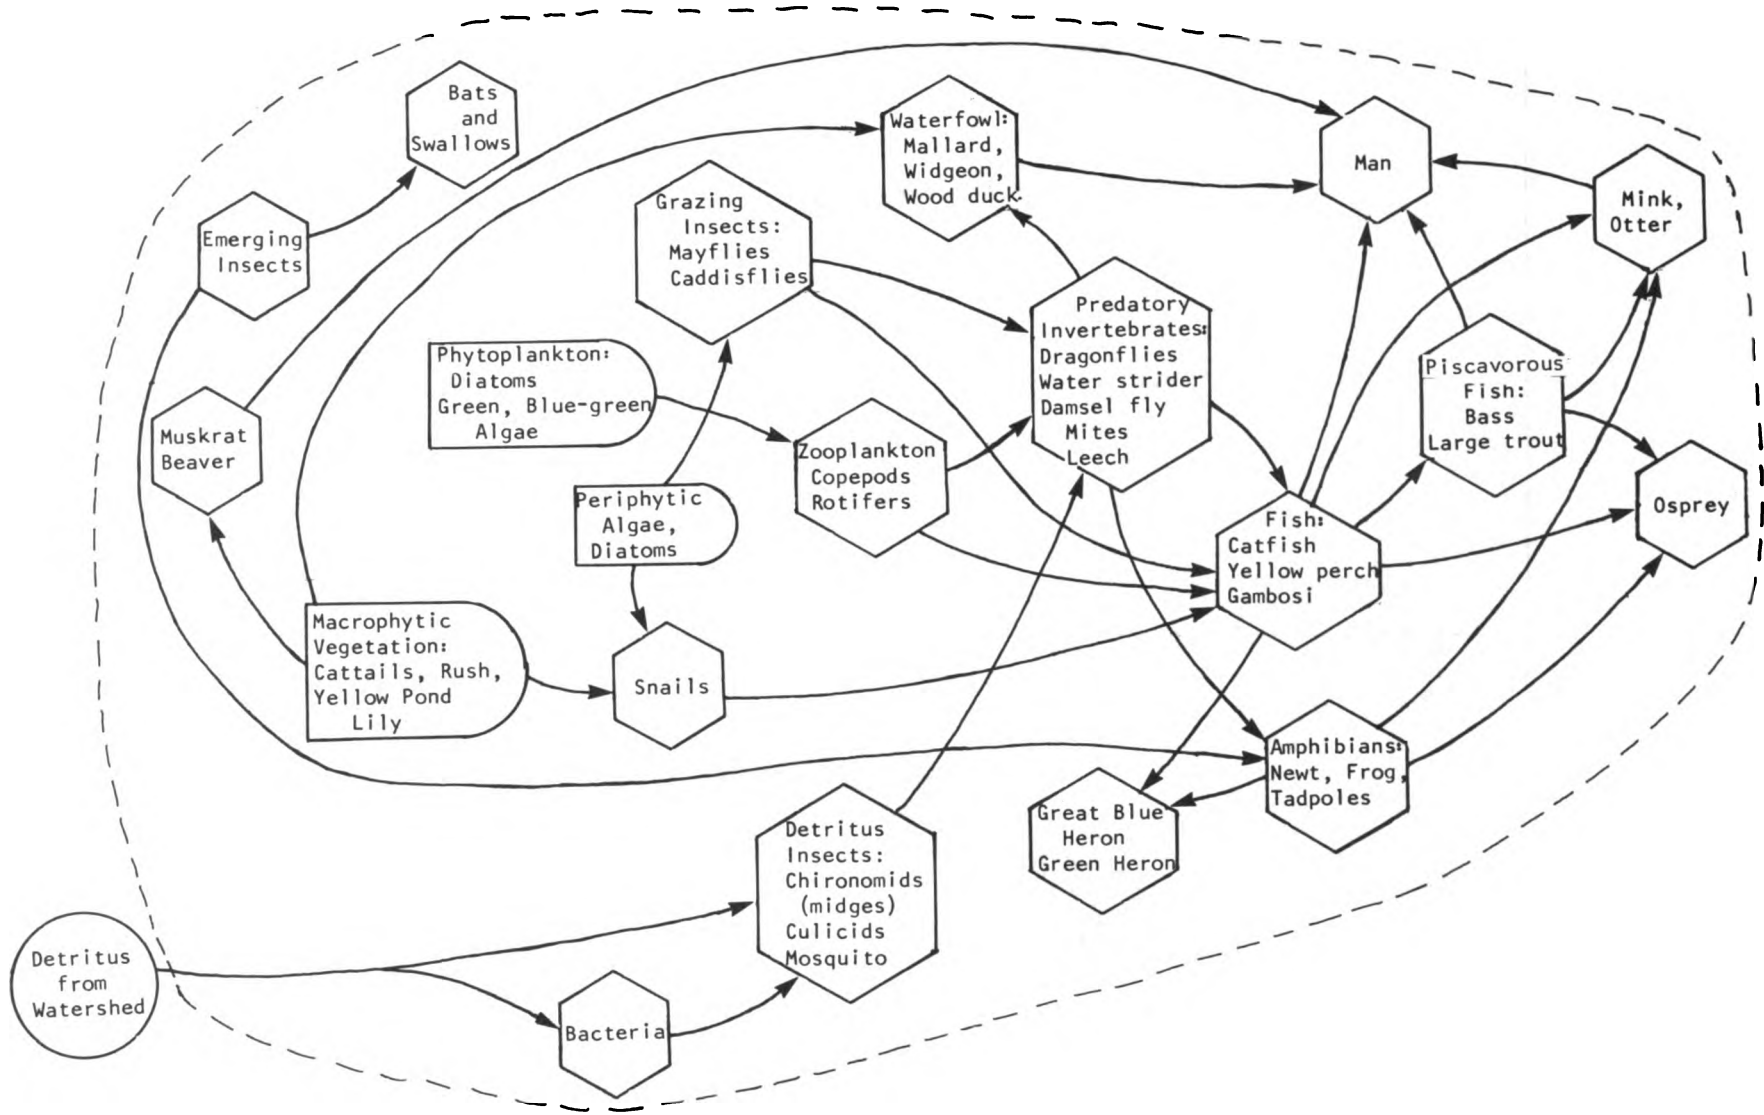 Bats
and
Swallows
Waterfowl:
Mallard,
Widgeon,
Wood duck
Man
Mink,
Otter
Grazing
Insects:
Mayflies
Caddisflies
Emerging
Insects
Predatory
Invertebrates:
Dragonflies
Water strider
Damsel fly
Mites
Leech
Phytoplankton:
Diatoms
Green, Blue-green
Algae
Piscavorous
Fish:
Bass
Large trout
Muskrat
Beaver
Zooplankton
Copepods
Rotifers
Periphytic
Algae,
Diatoms
Osprey
Fish:
Catfish
Yellow perch
Gambosi
Macrophytic
Vegetation:
Cattails, Rush,
Yellow Pond
Lily
Snails
Amphibians:
Newt, Frog,
Tadpoles
Great Blue
Heron
Green Heron
Detritus
Insects:
Chironomids
(midges)
Culicids
Mosquito
Detritus
from
Watershed
Bacteria